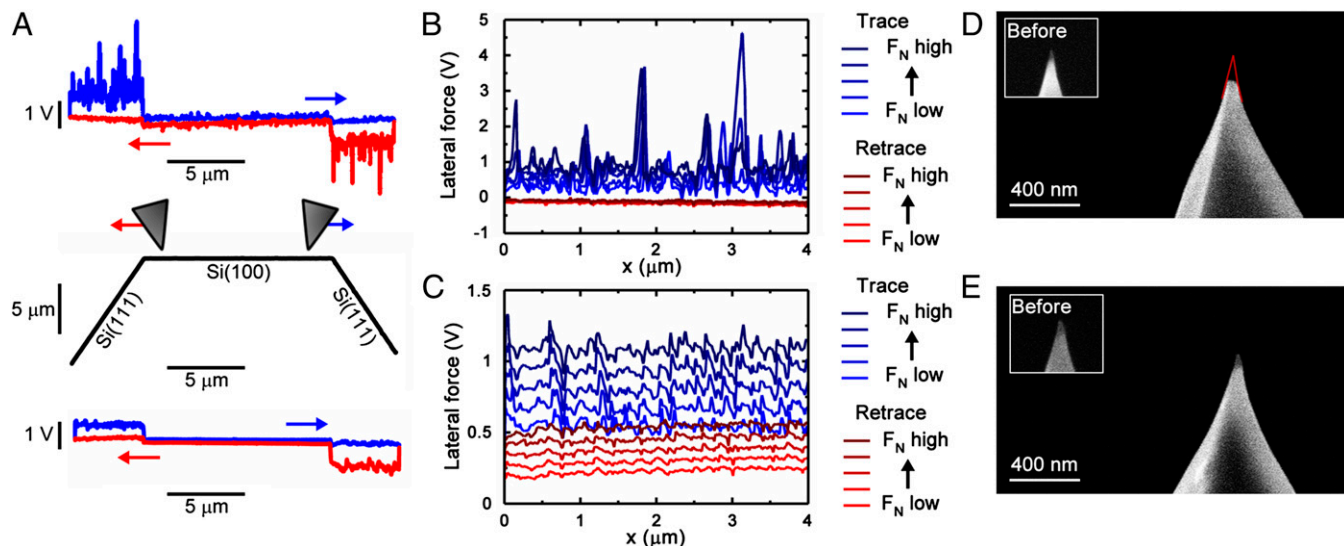 A
1 V
5 μm
Si(100)
Si(111)
Si(111)
5 μm
5 μm
1 V
5 μm
B
Lateral force (V)
5
4
3
2
1
0
-1
0
1
2
3
4
x (μm)
Trace
F_N high
F_N low
Retrace
F_N high
F_N low
C
Lateral force (V)
1.5
1
0.5
0
0
1
2
3
4
x (μm)
Trace
F_N high
F_N low
Retrace
F_N high
F_N low
D
Before
400 nm
E
Before
400 nm